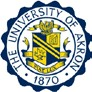 THE UNIVERSITY OF AKRON
1870